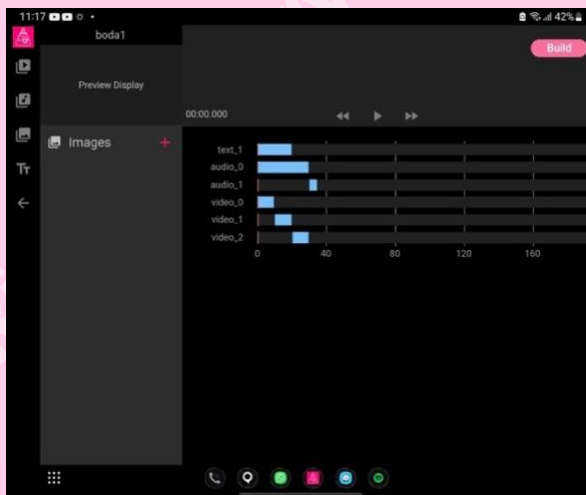 11:17
42%
boda1
Build
Preview Display
00:00.000
Images
Tт
text_1
audio_0
audio_1
video_0
video_1
video_2
0 40 80 120 160